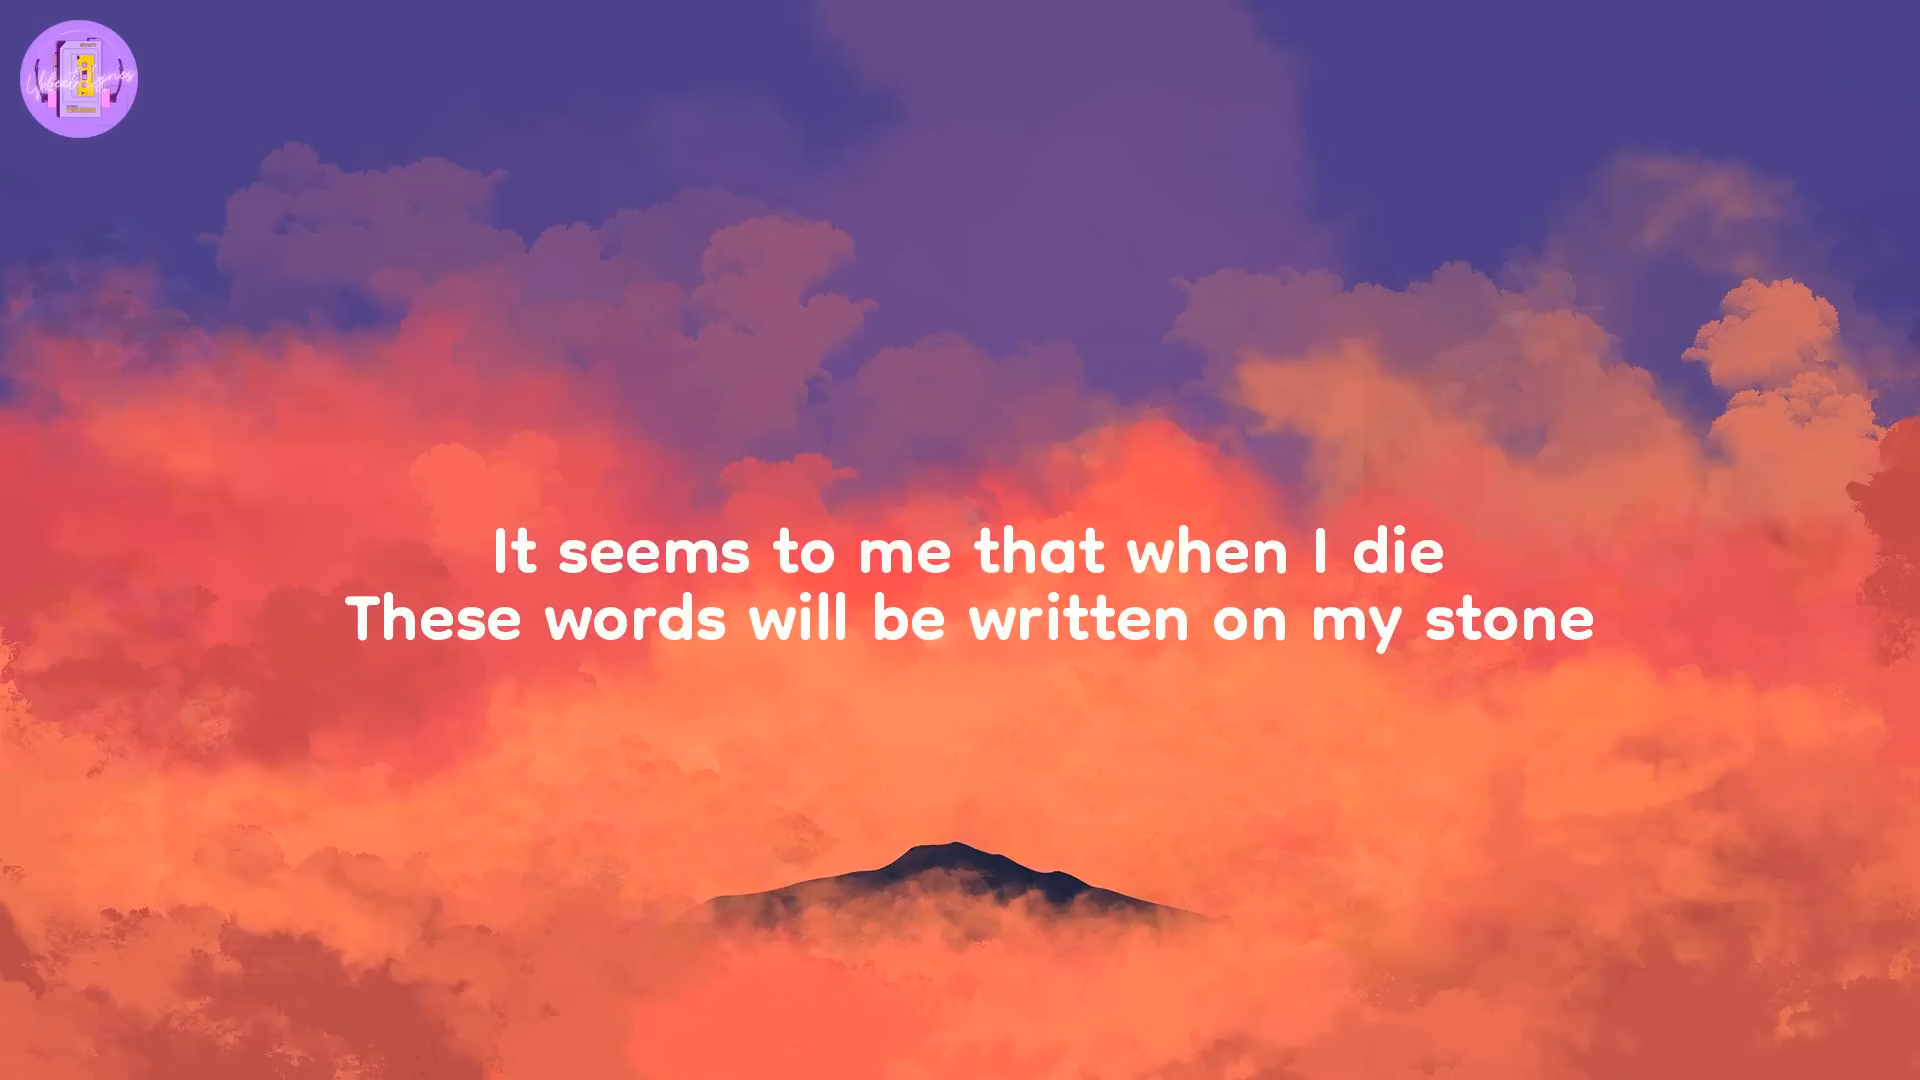 It seems to me that when I die
These words will be written on my stone